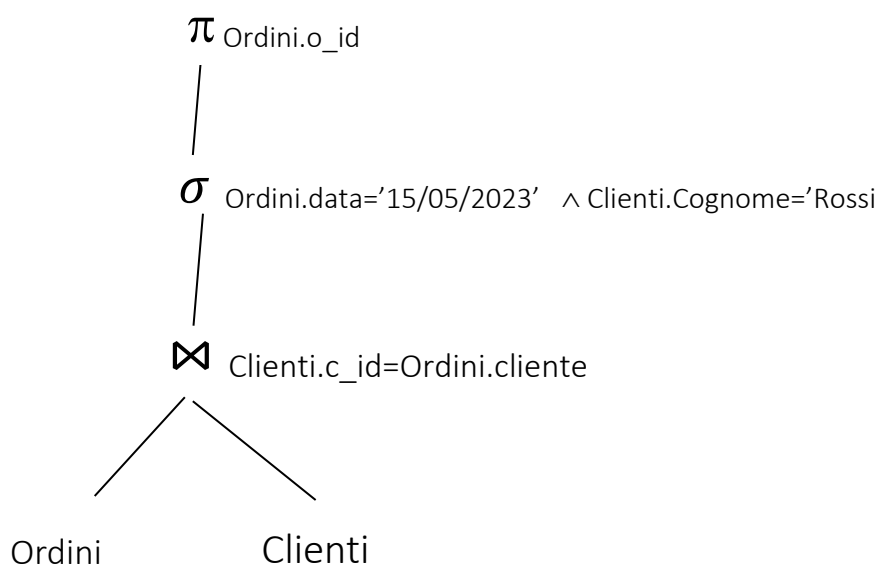 π Ordini.o_id
σ Ordini.data=’15/05/2023’ ∧ Clienti.Cognome=’Rossi
⋈ Clienti.c_id=Ordini.cliente
Ordini Clienti